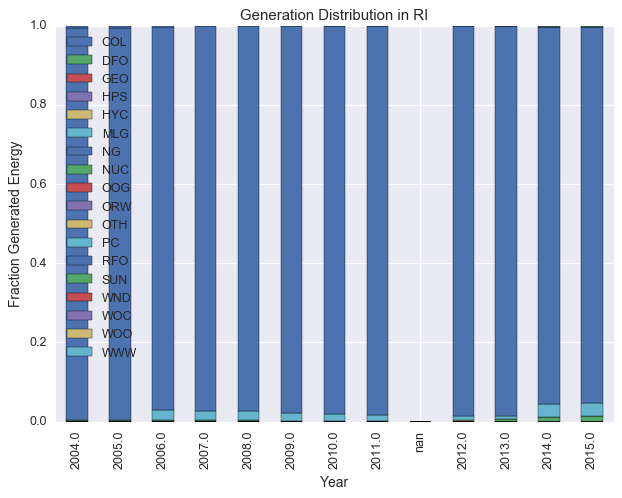 Generation Distribution in RI
1.0
0.8
0.6
0.4
0.2
0.0
Fraction Generated Energy
COL
DFO
GEO
HPS
HYC
MLG
NG
NUC
OOG
ORW
OTH
PC
RFO
SUN
WND
WOC
WOO
WWW
2004.0
2005.0
2006.0
2007.0
2008.0
2009.0
2010.0
2011.0
nan
2012.0
2013.0
2014.0
2015.0
Year